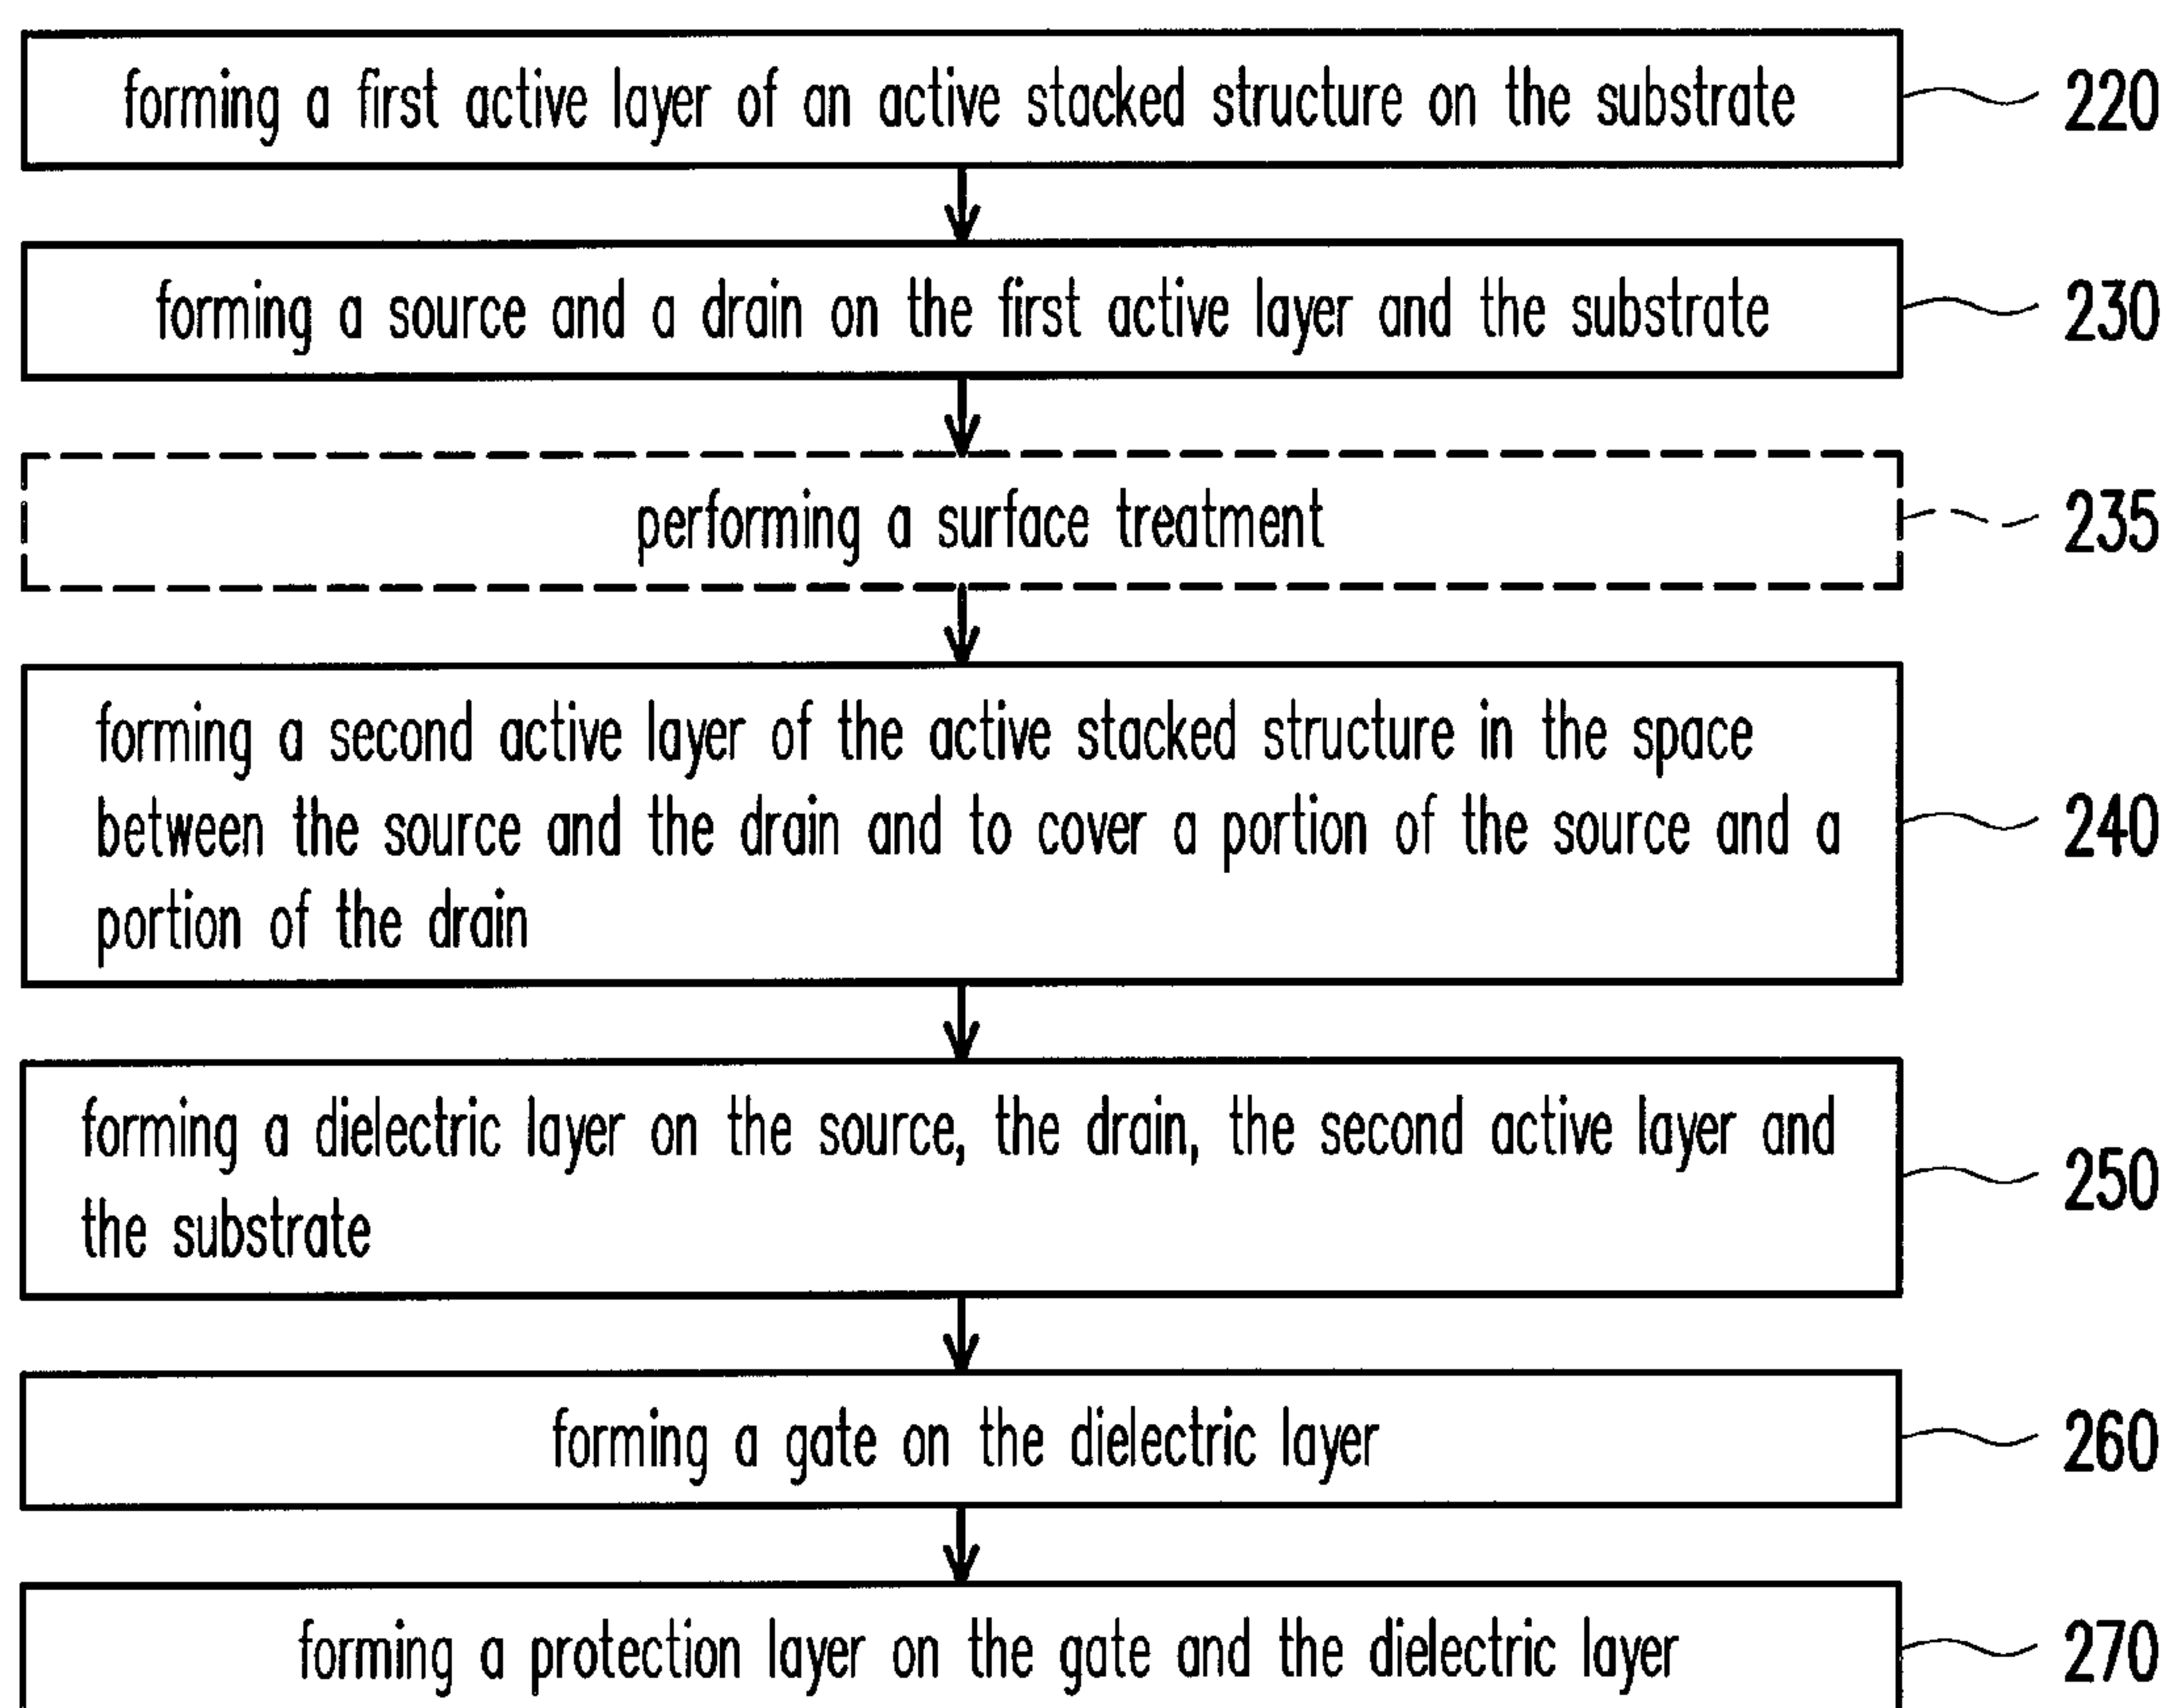 forming a first active layer of an active stacked structure on the substrate
220
forming a source and a drain on the first active layer and the substrate
230
performing a surface treatment
235
forming a second active layer of the active stacked structure in the space
between the source and the drain and to cover a portion of the source and a
portion of the drain
240
forming a dielectric layer on the source, the drain, the second active layer and
the substrate
250
forming a gate on the dielectric layer
260
forming a protection layer on the gate and the dielectric layer
270